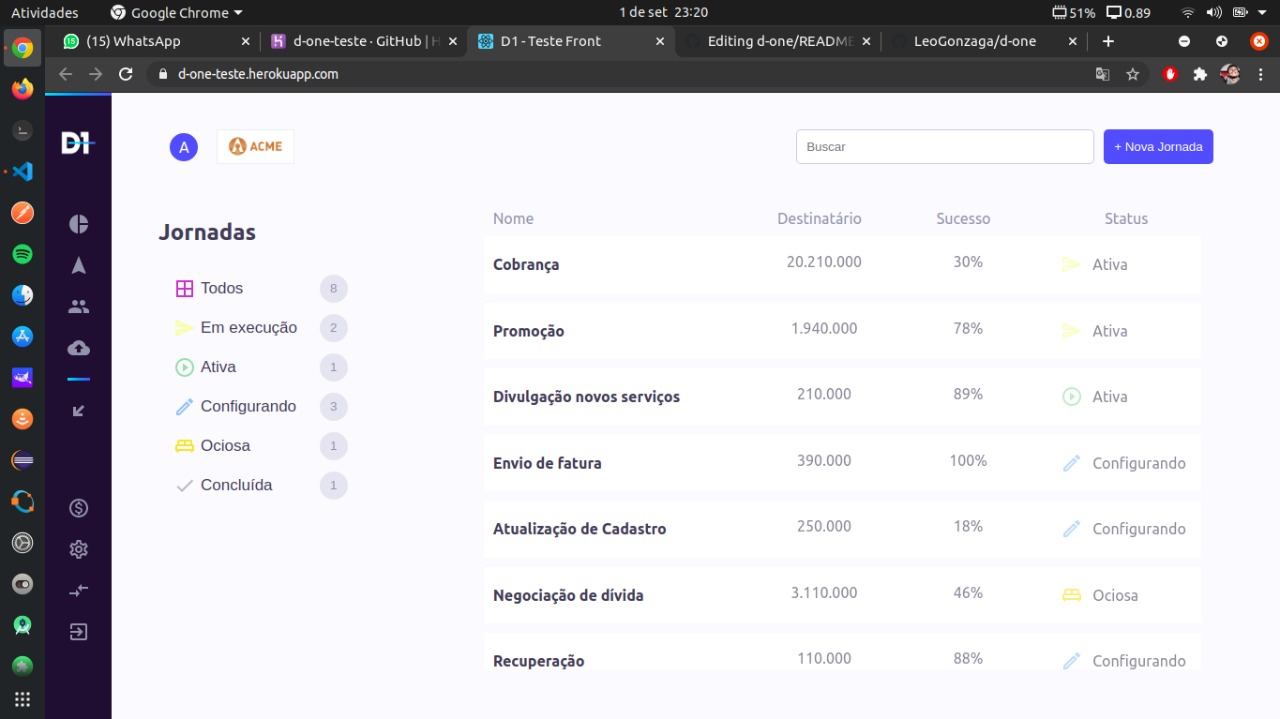 Atividades Google Chrome 1 de set 23:20 51% 0.89
(15) WhatsApp d-one-teste · GitHub | H D1 - Teste Front Editing d-one/README LeoGonzaga/d-one
d-one-teste.herokuapp.com
D1 A ACME Buscar + Nova Jornada
Jornadas
Todos 8
Em execução 2
Ativa 1
Configurando 3
Ociosa 1
Concluída 1
Nome Destinatário Sucesso Status
Cobrança 20.210.000 30% Ativa
Promoção 1.940.000 78% Ativa
Divulgação novos serviços 210.000 89% Ativa
Envio de fatura 390.000 100% Configurando
Atualização de Cadastro 250.000 18% Configurando
Negociação de dívida 3.110.000 46% Ociosa
Recuperação 110.000 88% Configurando